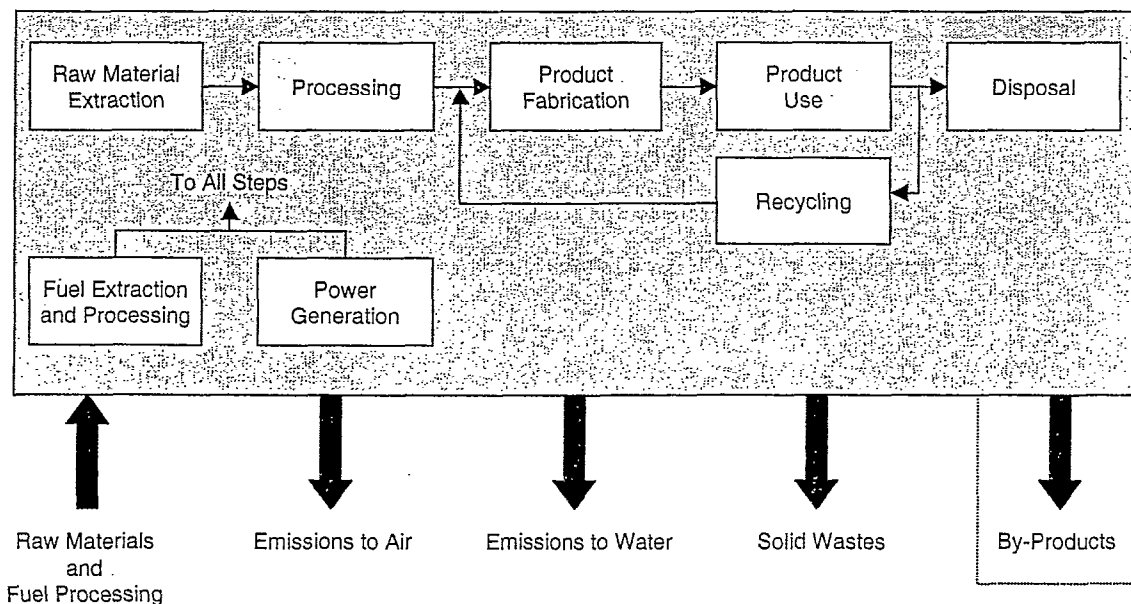 Raw Material
Extraction
Processing
Product
Fabrication
Product
Use
Disposal
Recycling
To All Steps
Fuel Extraction
and Processing
Power
Generation
Raw Materials
and
Fuel Processing
Emissions to Air
Emissions to Water
Solid Wastes
By-Products